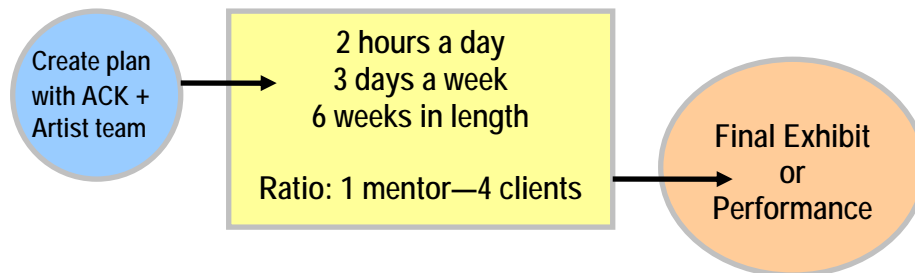 Create plan
with ACK +
Artist team
2 hours a day
3 days a week
6 weeks in length
Ratio: 1 mentor—4 clients
Final Exhibit
or
Performance